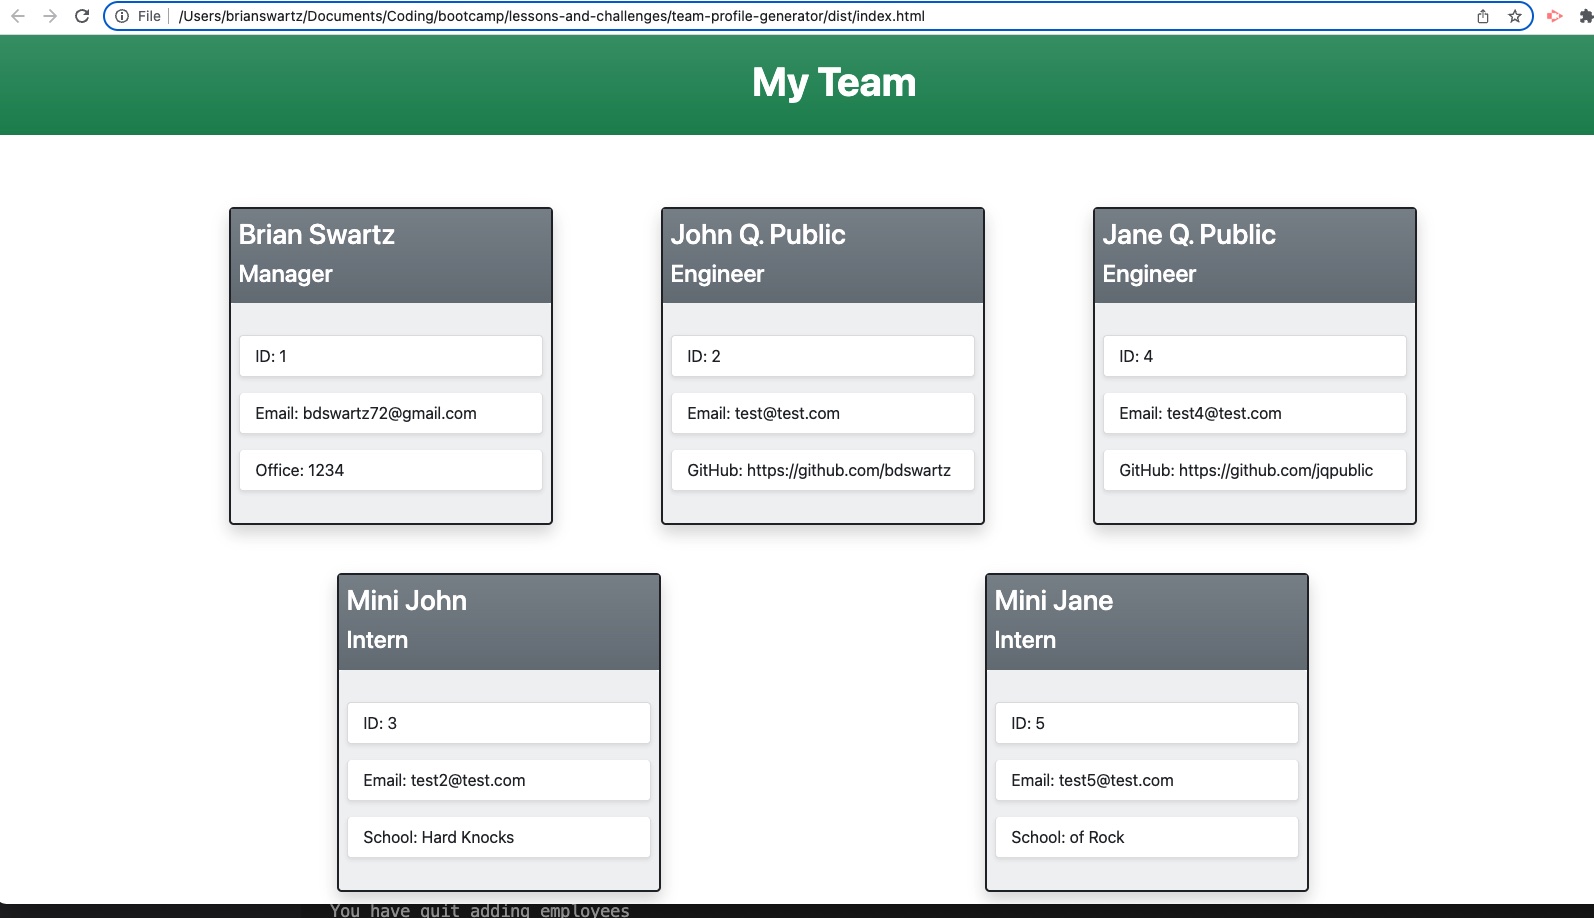 File /Users/brianswartz/Documents/Coding/bootcamp/lessons-and-challenges/team-profile-generator/dist/index.html
My Team
Brian Swartz
Manager
ID: 1
Email: bdswartz72@gmail.com
Office: 1234
John Q. Public
Engineer
ID: 2
Email: test@test.com
GitHub: https://github.com/bdswartz
Jane Q. Public
Engineer
ID: 4
Email: test4@test.com
GitHub: https://github.com/jqpublic
Mini John
Intern
ID: 3
Email: test2@test.com
School: Hard Knocks
Mini Jane
Intern
ID: 5
Email: test5@test.com
School: of Rock
You have quit adding employees